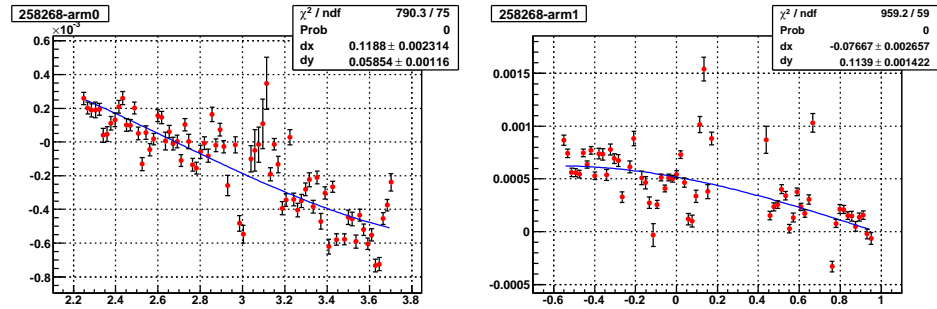 258268-arm0
×10⁻³
χ² / ndf 790.3 / 75
Prob 0
dx 0.1188 ± 0.002314
dy 0.05854 ± 0.00116
0.6
0.4
0.2
-0
-0.2
-0.4
-0.6
-0.8
2.2 2.4 2.6 2.8 3 3.2 3.4 3.6 3.8
258268-arm1
χ² / ndf 959.2 / 59
Prob 0
dx -0.07667 ± 0.002657
dy 0.1139 ± 0.001422
0.0015
0.001
0.0005
0
-0.0005
-0.6 -0.4 -0.2 0 0.2 0.4 0.6 0.8 1